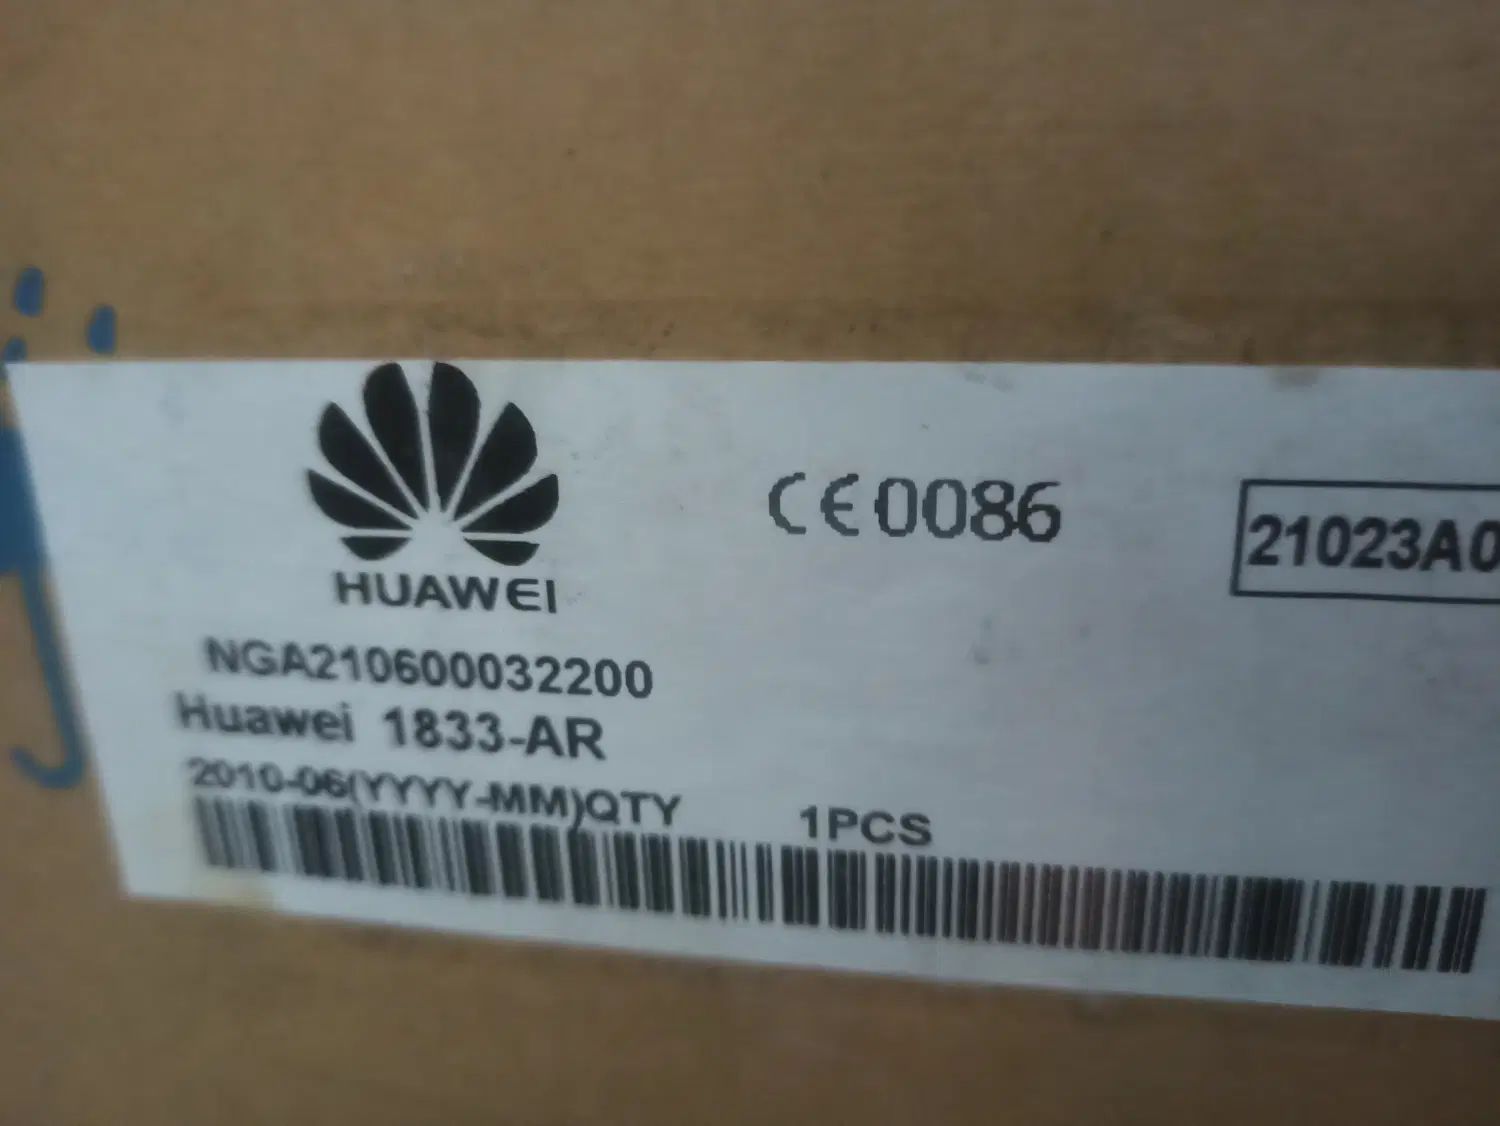 HUAWEI
CE0086
21023A0
NGA210600032200
Huawei 1833-AR
2010-06(YYYY-MM)QTY 1PCS